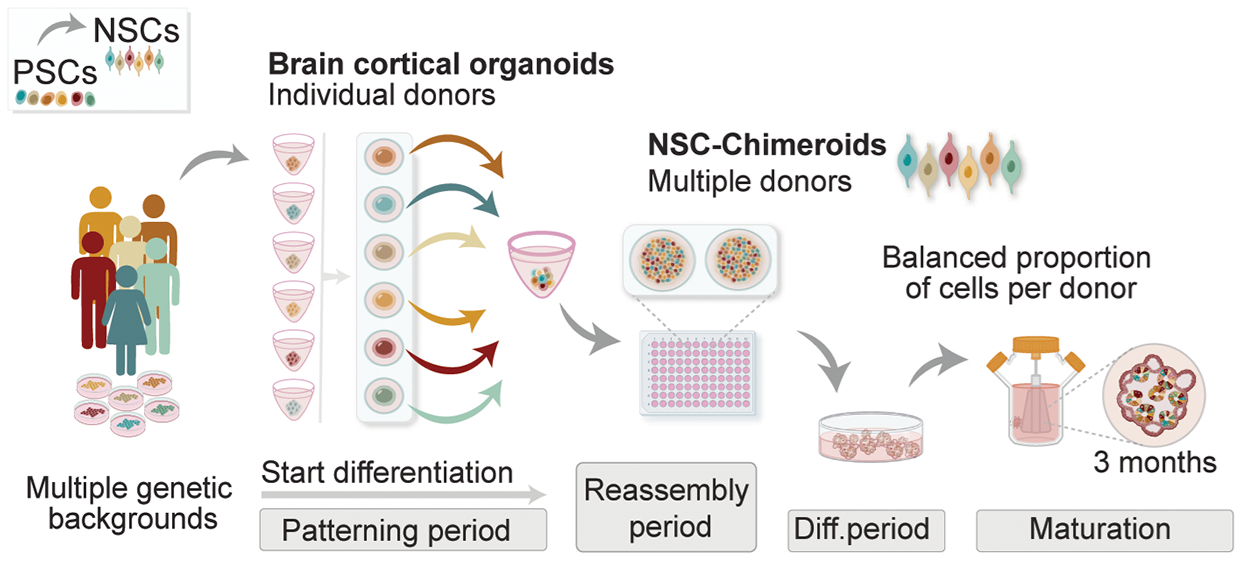 NSCs
PSCs
Brain cortical organoids
Individual donors
NSC-Chimeroids
Multiple donors
Balanced proportion
of cells per donor
3 months
Multiple genetic
backgrounds
Start differentiation
Patterning period
Reassembly
period
Diff.period
Maturation